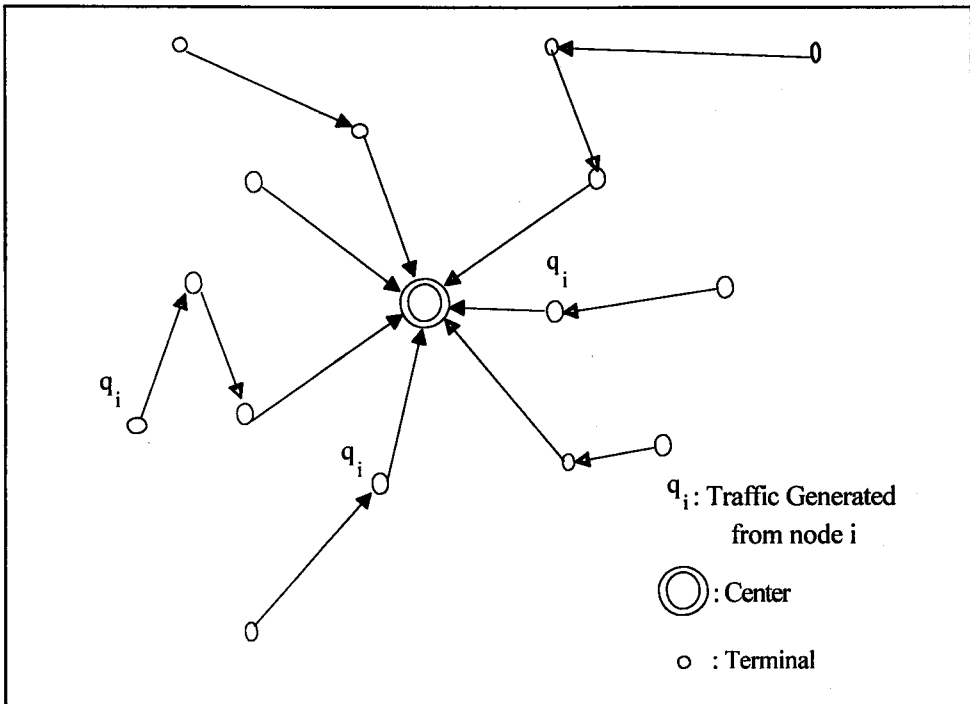 q_i
q_i
q_i
q_i : Traffic Generated
from node i
: Center
: Terminal